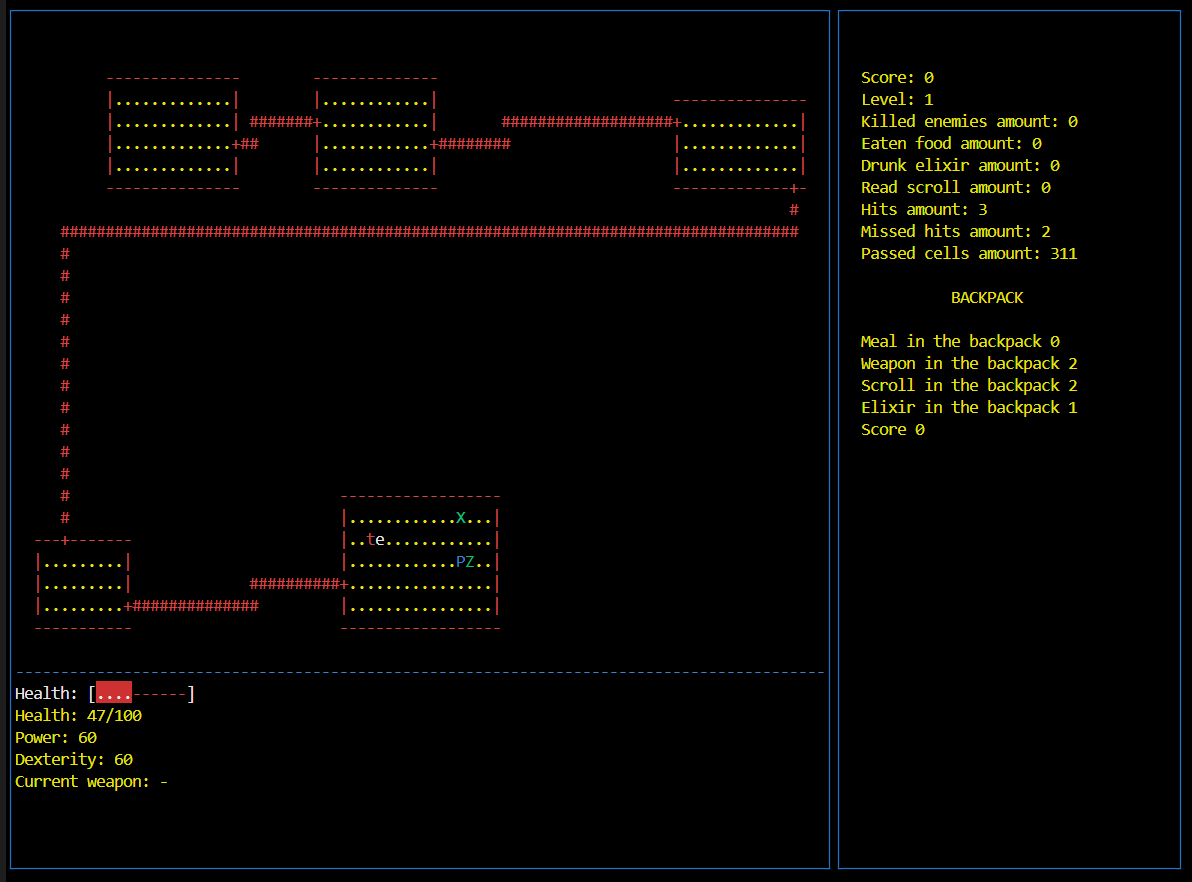 --------------- --------------
|.............| |............| ---------------
|.............| #######+............| ###################+.............|
|.............+## |............+######## |.............|
|.............| |............| |.............|
--------------- -------------- -------------+-
#
##################################################################################
#
#
#
#
#
#
#
#
#
#
#
# ------------------
# |............X...|
---+------- |..te............|
|.........| |............PZ..|
|.........| ##########+................|
|.........+############## |................|
----------- ------------------
------------------------------------------------------------------------------------------
Health: [....------]
Health: 47/100
Power: 60
Dexterity: 60
Current weapon: -
Score: 0
Level: 1
Killed enemies amount: 0
Eaten food amount: 0
Drunk elixir amount: 0
Read scroll amount: 0
Hits amount: 3
Missed hits amount: 2
Passed cells amount: 311
BACKPACK
Meal in the backpack 0
Weapon in the backpack 2
Scroll in the backpack 2
Elixir in the backpack 1
Score 0